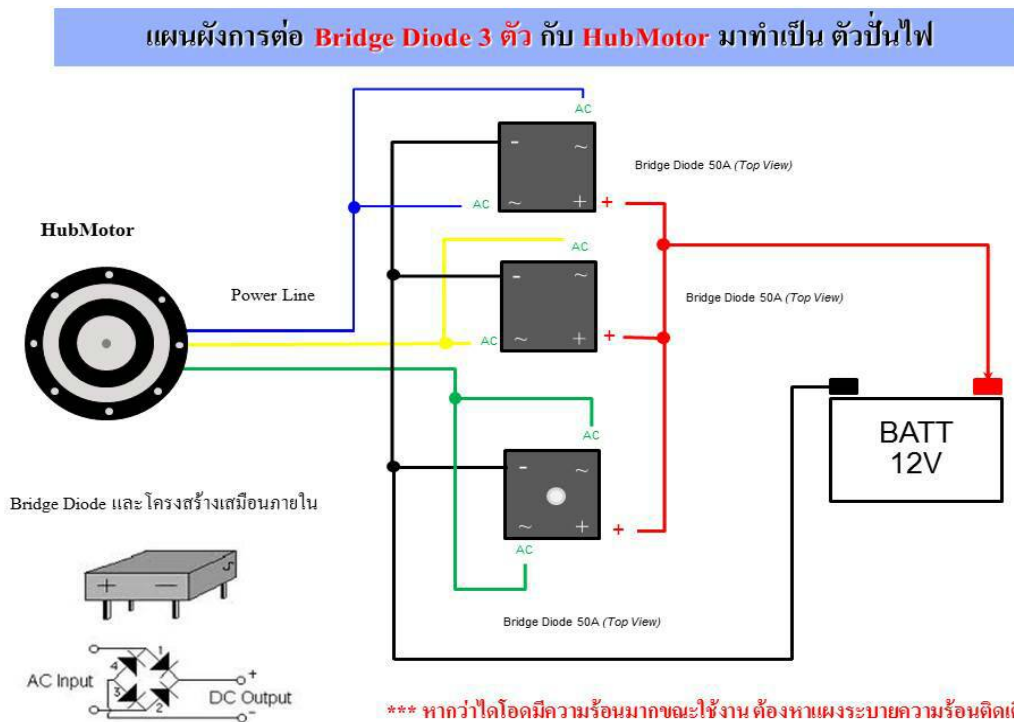 แผนผังการต่อ Bridge Diode 3 ตัว กับ HubMotor มาทำเป็น ตัวปั่นไฟ
AC
- ~
Bridge Diode 50A (Top View)
AC ~ + +
HubMotor
AC
- ~
Power Line
Bridge Diode 50A (Top View)
AC ~ + +
BATT
12V
AC
- ~
Bridge Diode และโครงสร้างเสมือนภายใน
~ + +
AC
+ -
Bridge Diode 50A (Top View)
4 1
AC Input
+
3 2
DC Output
-
*** หากว่าไดโอดมีความร้อนมากขณะใช้งาน ต้องหาแผงระบายความร้อนติด